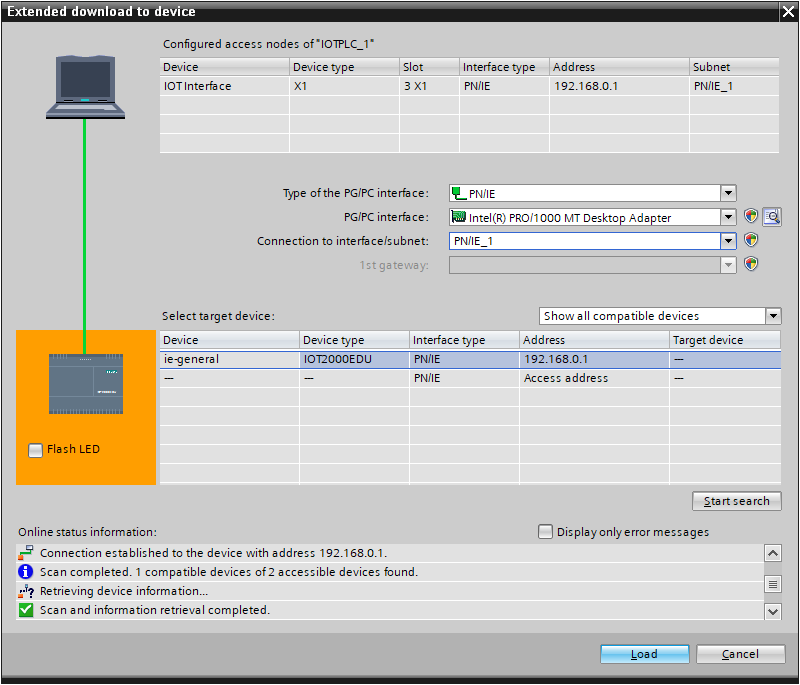 Extended download to device
Configured access nodes of "IOTPLC_1"
Device Device type Slot Interface type Address Subnet
IOT Interface X1 3 X1 PN/IE 192.168.0.1 PN/IE_1
Type of the PG/PC interface: PN/IE
PG/PC interface: Intel(R) PRO/1000 MT Desktop Adapter
Connection to interface/subnet: PN/IE_1
1st gateway:
Select target device: Show all compatible devices
Device Device type Interface type Address Target device
ie-general IOT2000EDU PN/IE 192.168.0.1 —
— — PN/IE Access address —
Flash LED
Start search
Online status information: Display only error messages
Connection established to the device with address 192.168.0.1.
Scan completed. 1 compatible devices of 2 accessible devices found.
Retrieving device information...
Scan and information retrieval completed.
Load Cancel